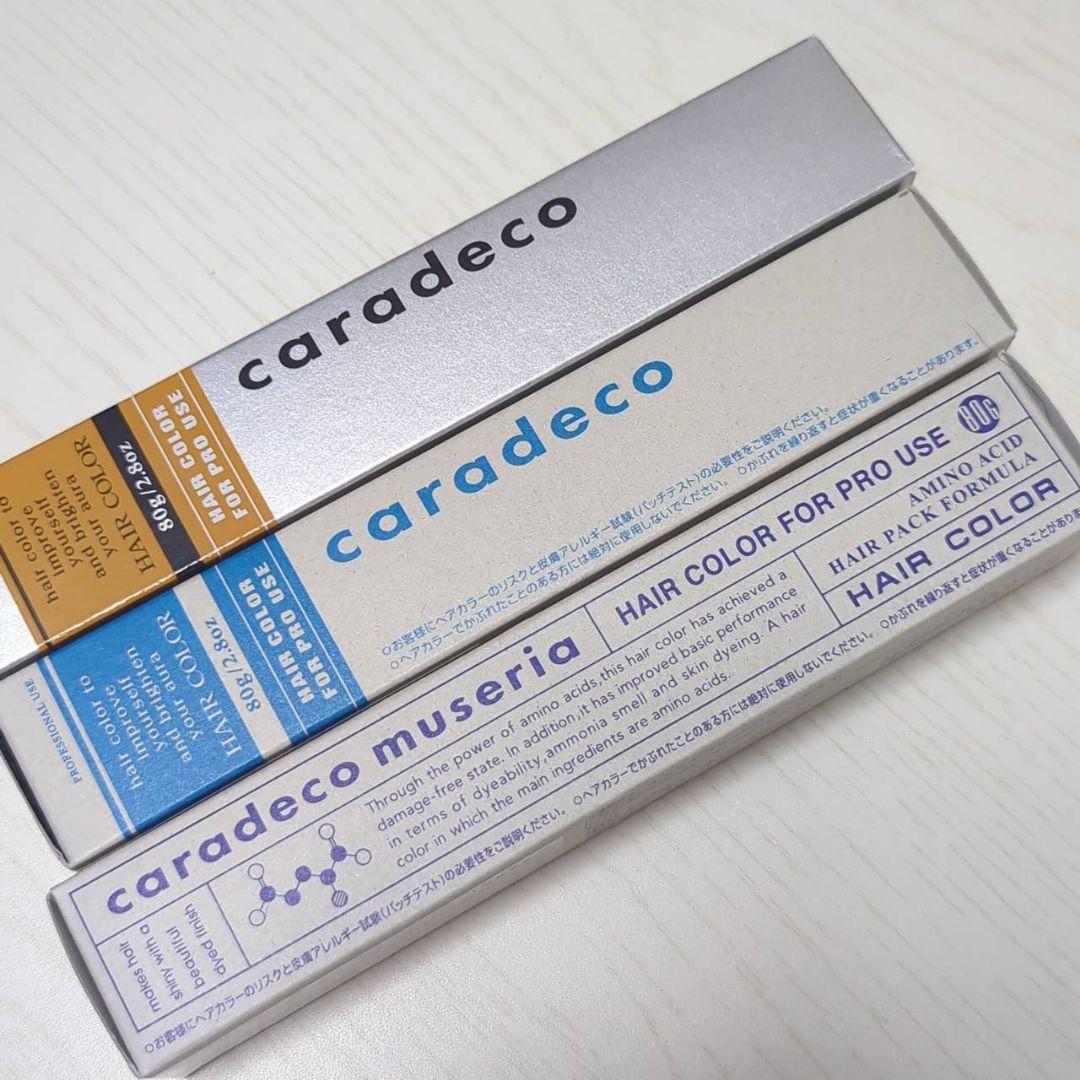 caradeco
HAIR COLOR
FOR PRO USE
80g/2.8oz
HAIR COLOR
hair color to
improve
yourself
and brighten
your aura
caradeco
○お客様にヘアカラーのリスクと皮膚アレルギー試験(パッチテスト)の必要性をご説明ください。
○ヘアカラーでかぶれたことのある方には絶対に使用しないでください。 ○かぶれを繰り返すと症状が重くなることがあります。
HAIR COLOR
FOR PRO USE
80g/2.8oz
HAIR COLOR
hair color to
improve
yourself
and brighten
your aura
PROFESSIONAL USE
caradeco museria
HAIR COLOR FOR PRO USE
80G
makes hair
shiny with a
beautiful
dyed finish
Through the power of amino acids,this hair color has achieved a
damage-free state. In addition,it has improved basic performance
in terms of dyeability,ammonia smell and skin dyeing. A hair
color in which the main ingredients are amino acids.
AMINO ACID
HAIR PACK FORMULA
HAIR COLOR
○お客様にヘアカラーのリスクと皮膚アレルギー試験(パッチテスト)の必要性をご説明ください。 ○ヘアカラーでかぶれたことのある方には絶対に使用しないでください。 ○かぶれを繰り返すと症状が重くなることがありま